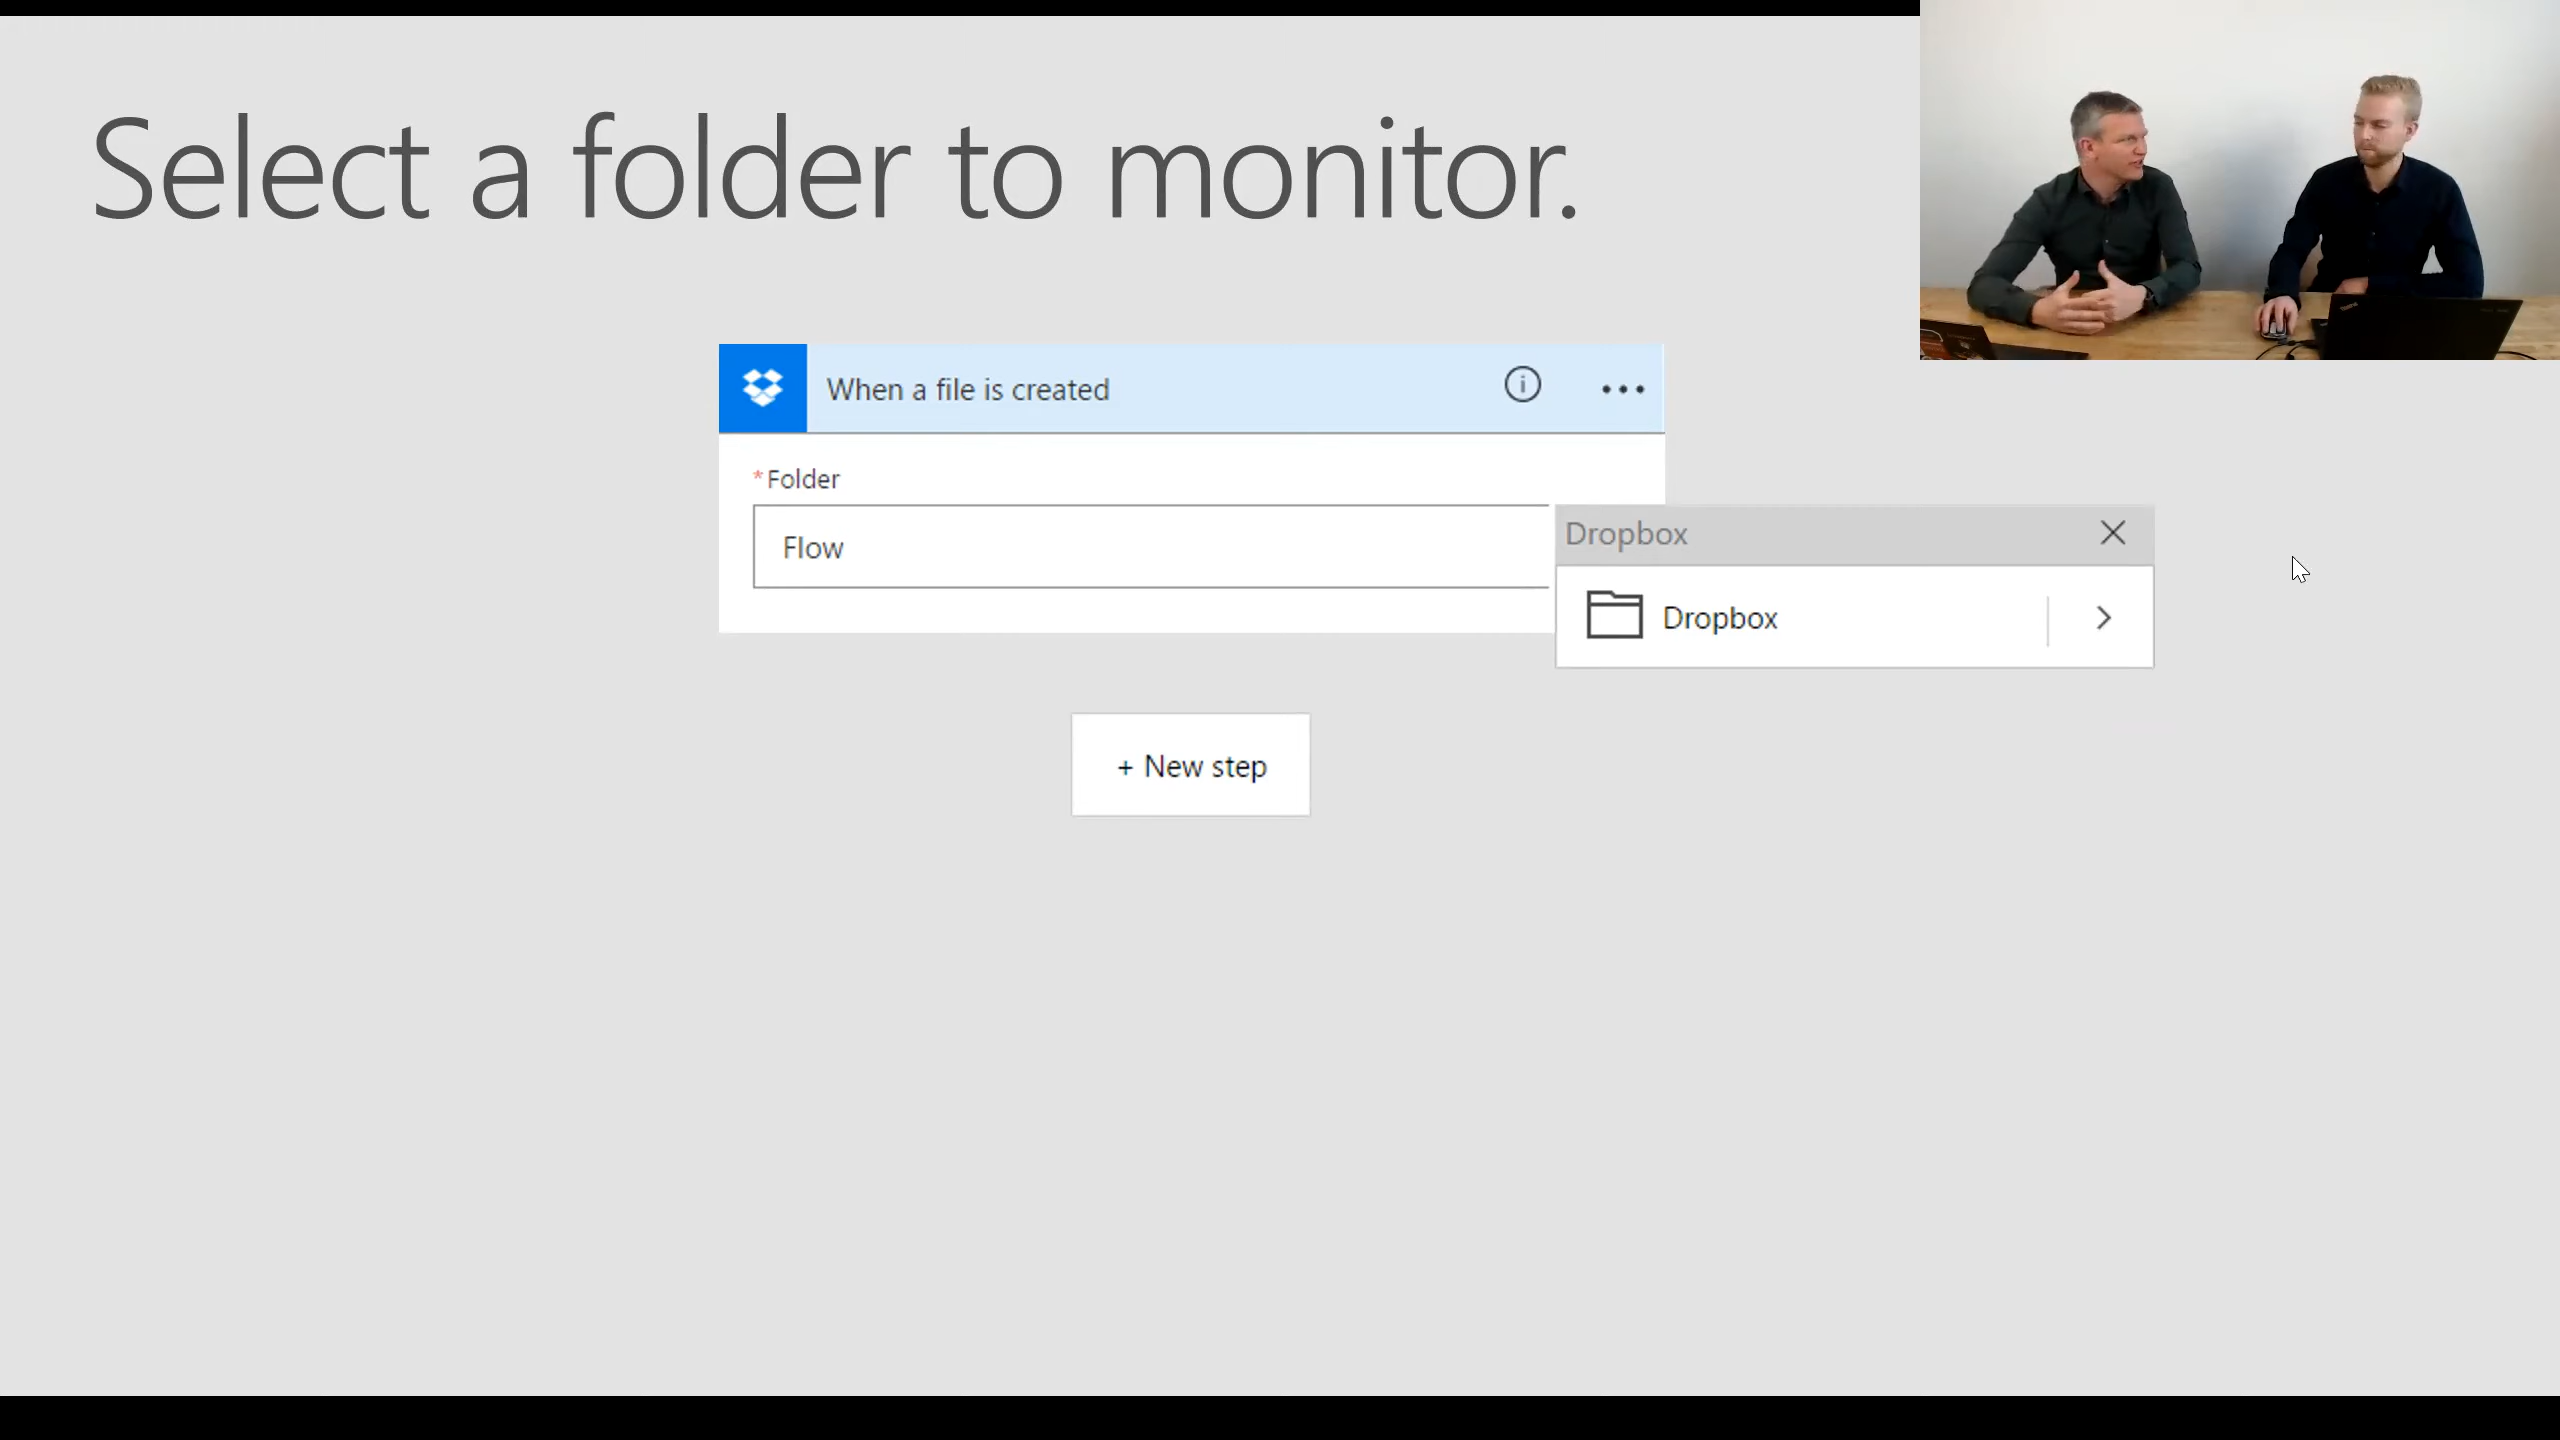 Select a folder to monitor.
When a file is created
*Folder
Flow
Dropbox
Dropbox
+ New step